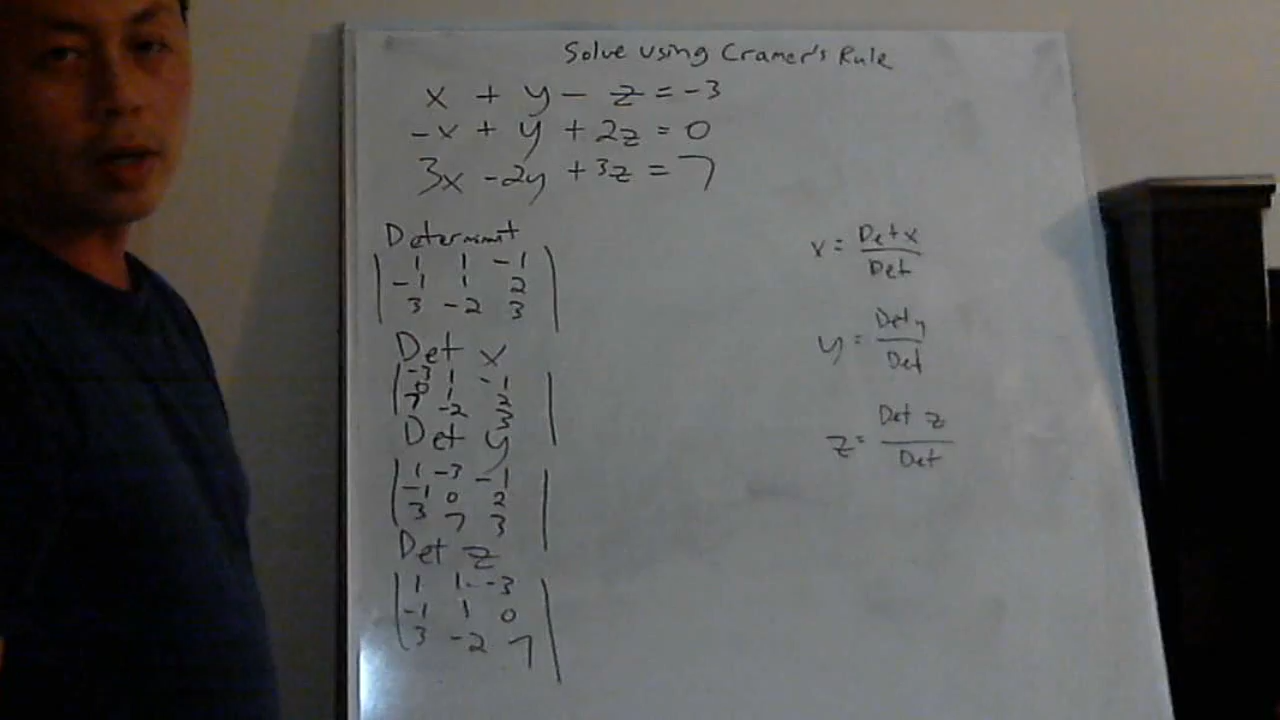 Solve using Cramer's Rule
x + y - z = -3
-x + y + 2z = 0
3x -2y +3z = 7
Determinant
1 1 -1
-1 1 2
3 -2 3
Det x
-3 1 -1
0 1 2
7 -2 3
Det y
1 -3 -1
-1 0 2
3 7 3
Det z
1 1 -3
-1 1 0
3 -2 7
x = Det x
Det
y = Det y
Det
z = Det z
Det